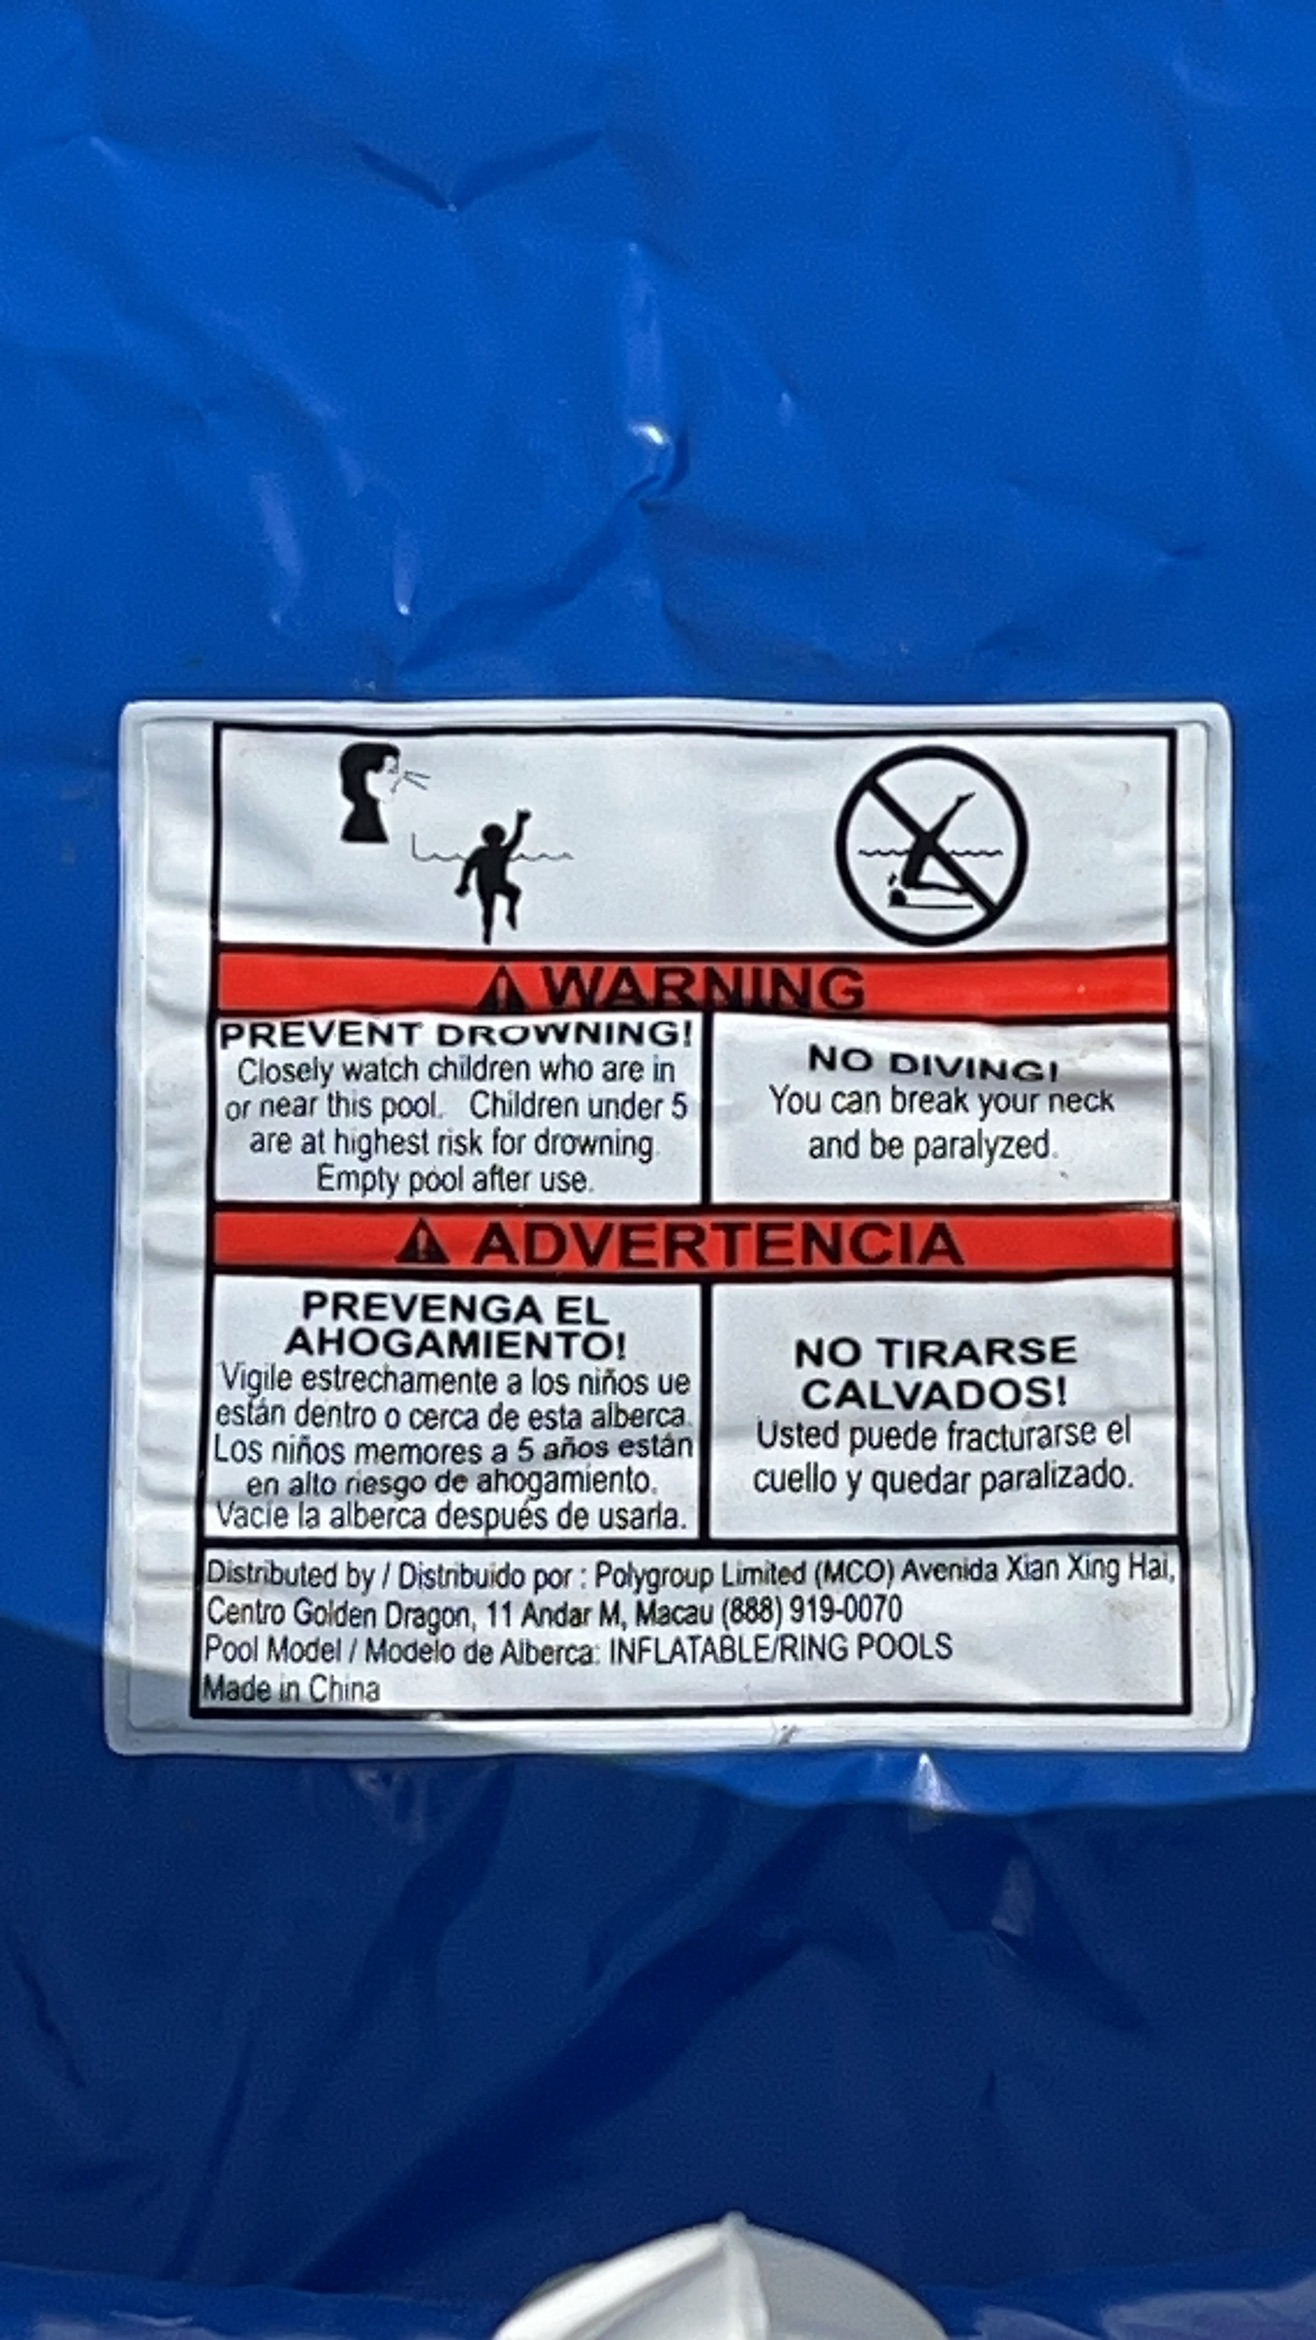 WARNING
PREVENT DROWNING!
Closely watch children who are in
or near this pool. Children under 5
are at highest risk for drowning.
Empty pool after use.
NO DIVING!
You can break your neck
and be paralyzed.
ADVERTENCIA
PREVENGA EL
AHOGAMIENTO!
Vigile estrechamente a los niños ue
están dentro o cerca de esta alberca.
Los niños memores a 5 años están
en alto riesgo de ahogamiento.
Vacíe la alberca después de usarla.
NO TIRARSE
CALVADOS!
Usted puede fracturarse el
cuello y quedar paralizado.
Distributed by / Distribuido por : Polygroup Limited (MCO) Avenida Xian Xing Hai,
Centro Golden Dragon, 11 Andar M, Macau (888) 919-0070
Pool Model / Modelo de Alberca: INFLATABLE/RING POOLS
Made in China